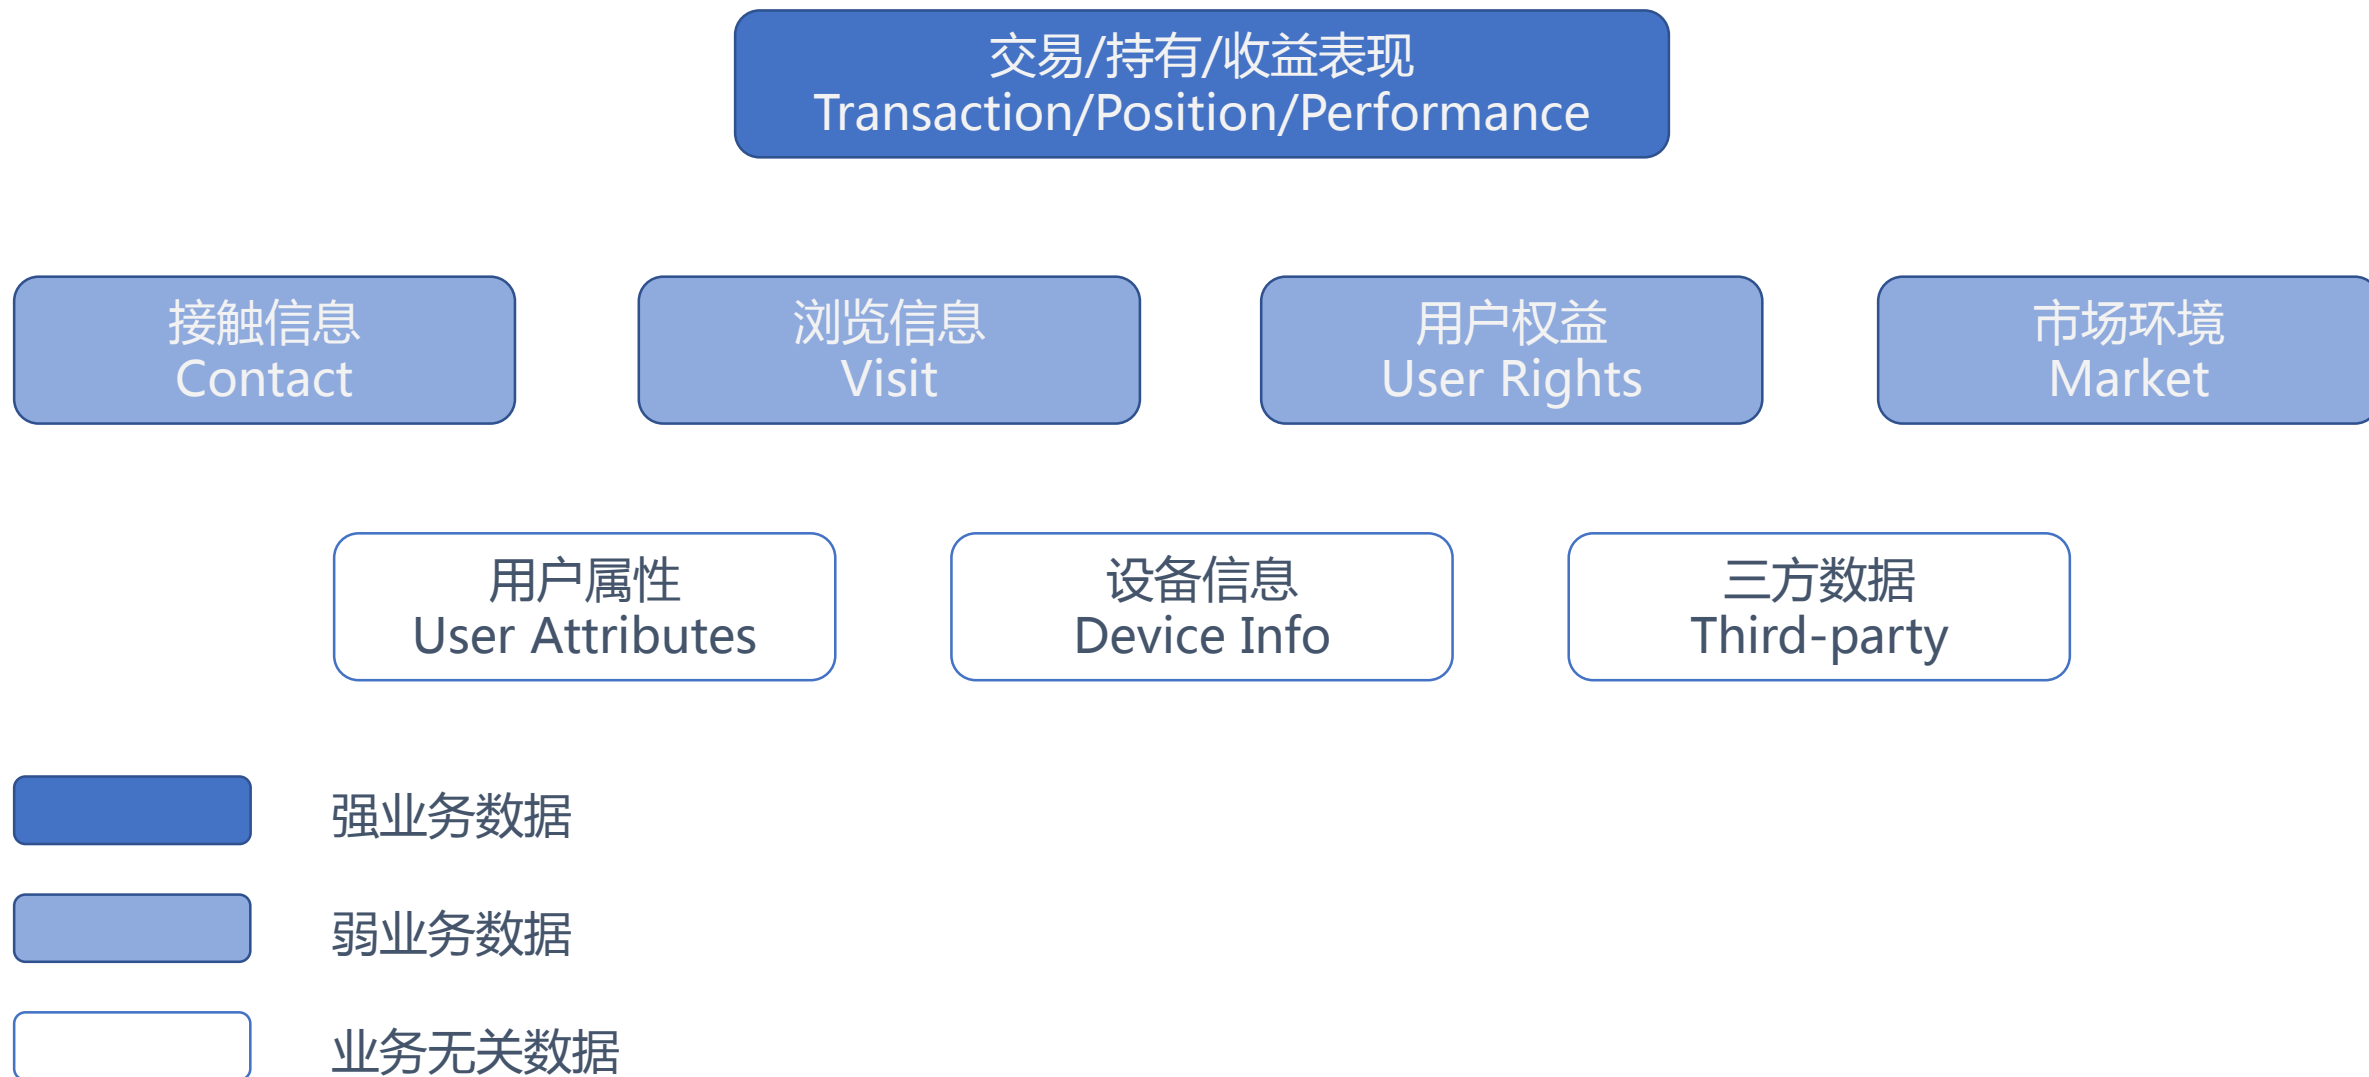 交易/持有/收益表现
Transaction/Position/Performance
接触信息
Contact
浏览信息
Visit
用户权益
User Rights
市场环境
Market
用户属性
User Attributes
设备信息
Device Info
三方数据
Third-party
强业务数据
弱业务数据
业务无关数据